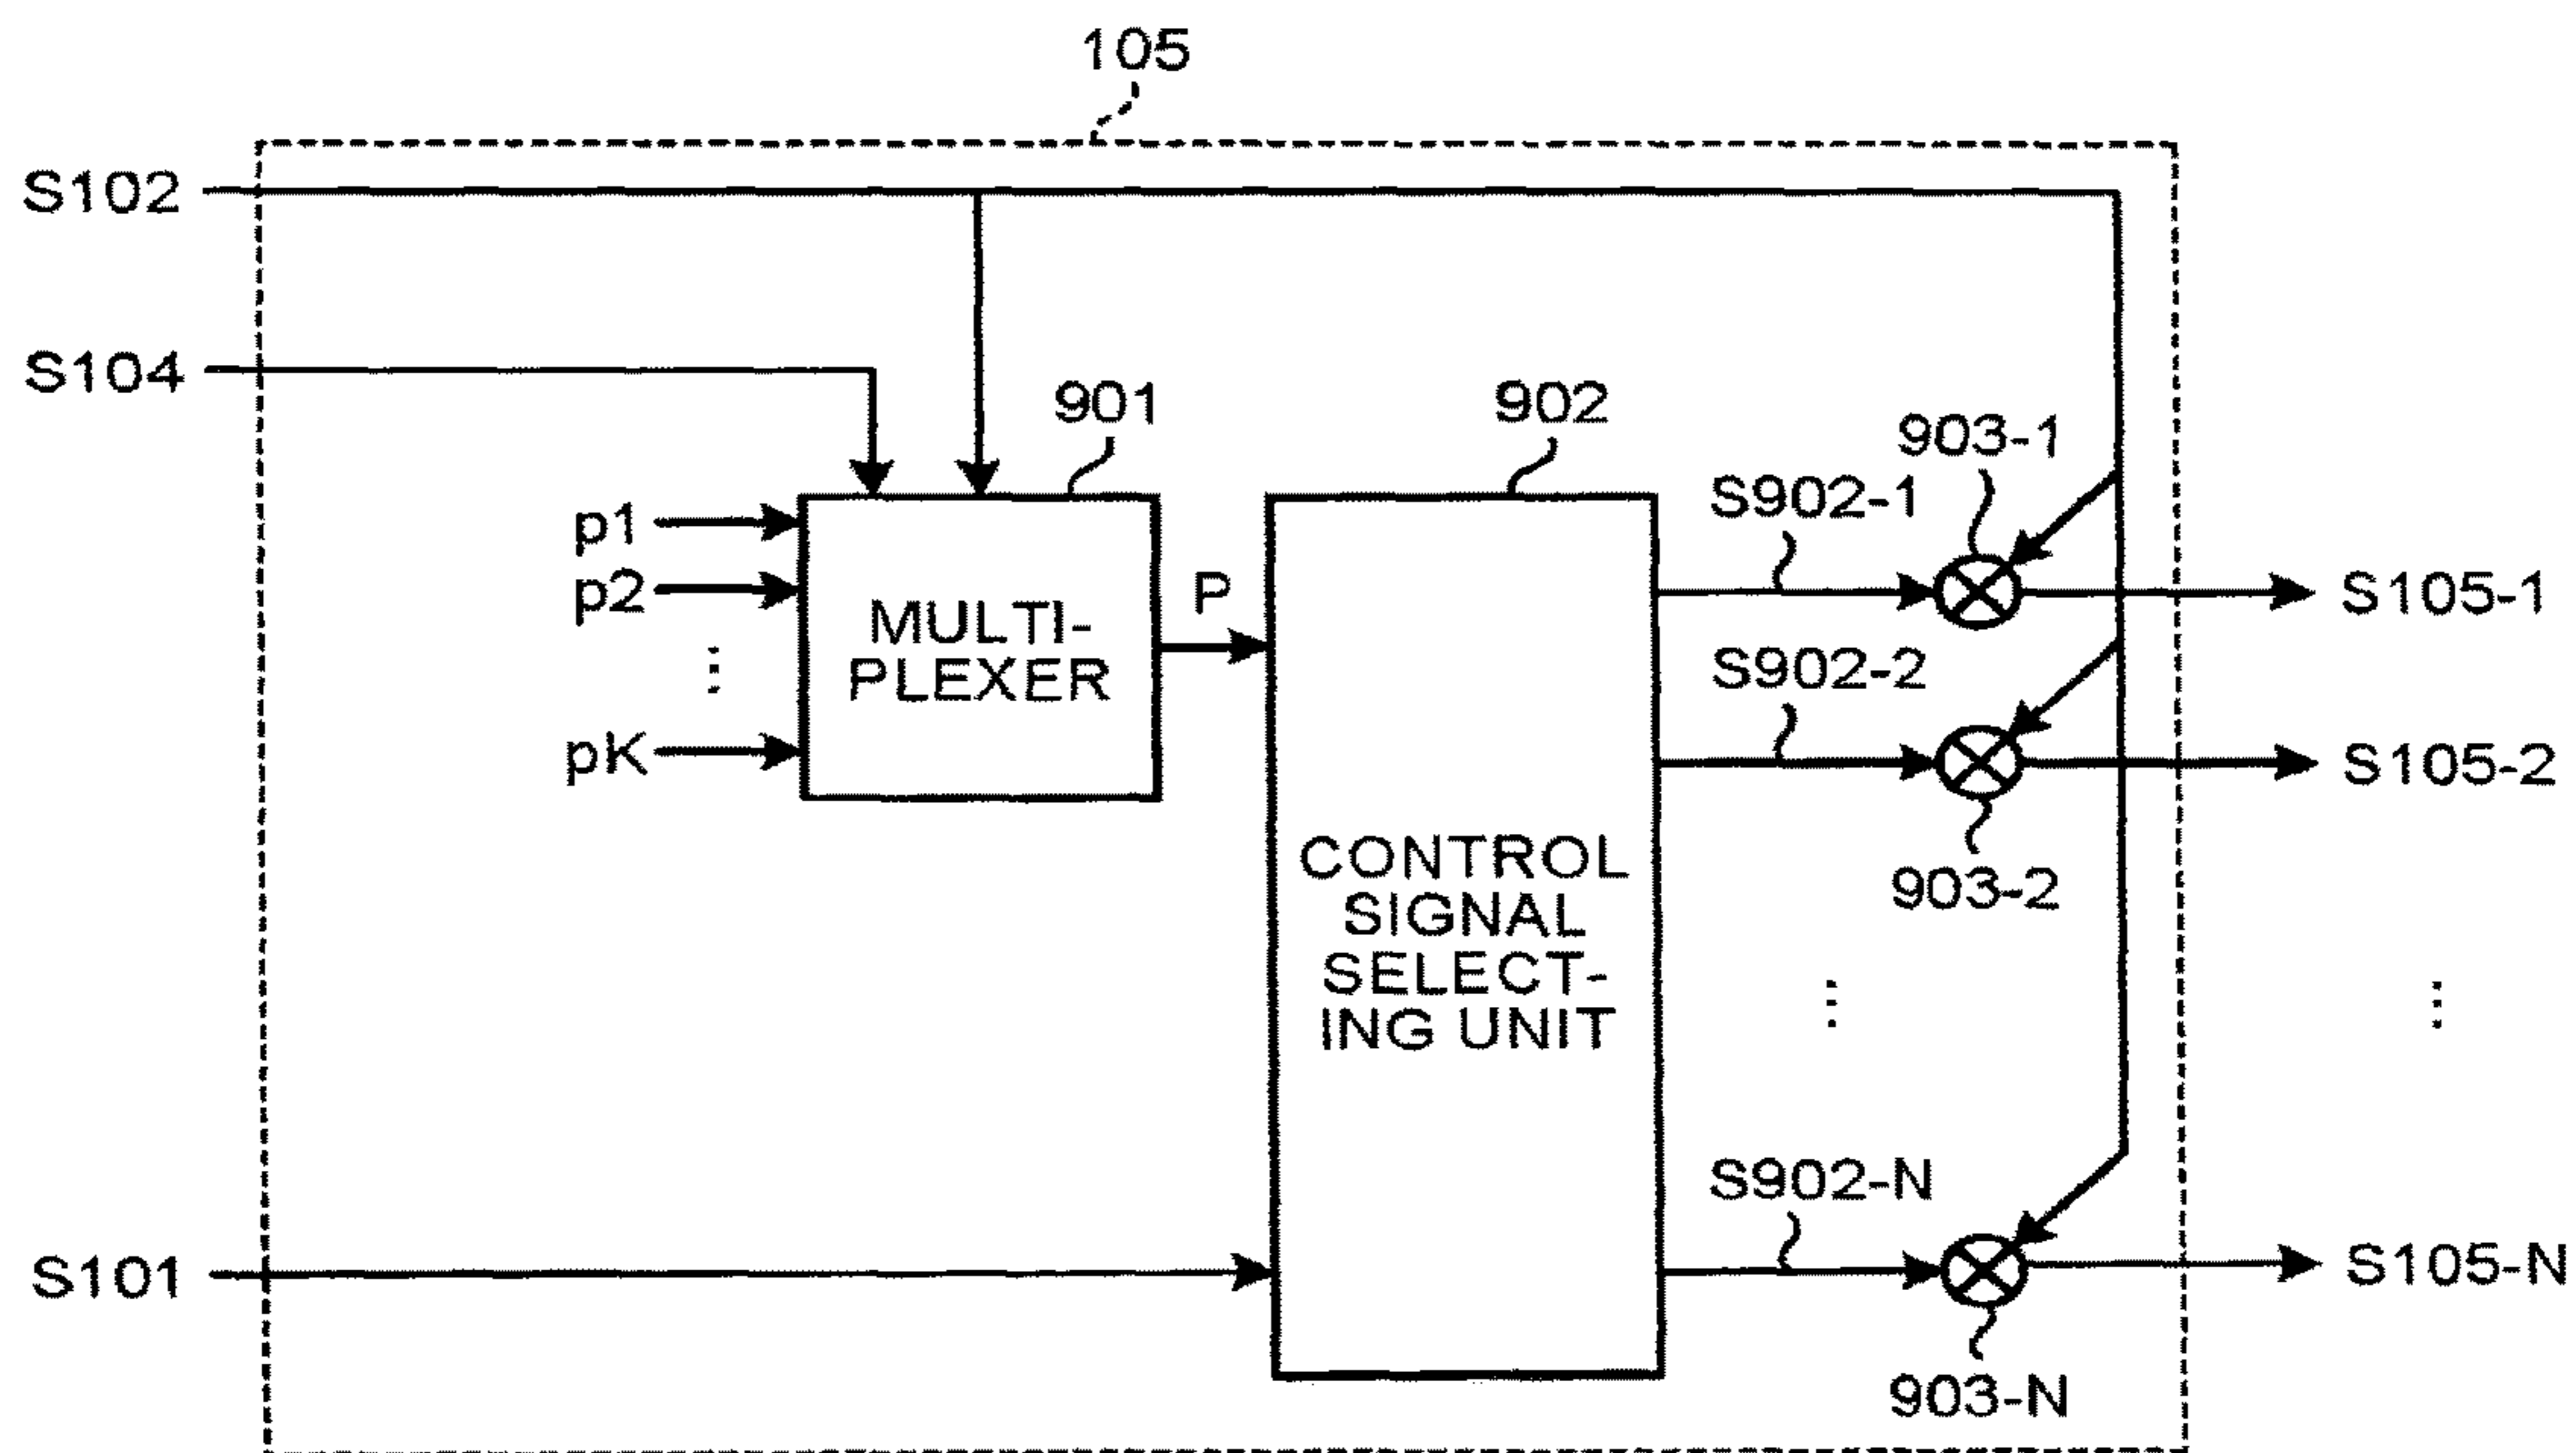 105
S102
S104
901
902
903-1
S902-1
p1
p2
⋮
pK
MULTI-
PLEXER
P
S105-1
S902-2
S105-2
903-2
CONTROL
SIGNAL
SELECT-
ING UNIT
⋮
⋮
S902-N
S101
S105-N
903-N